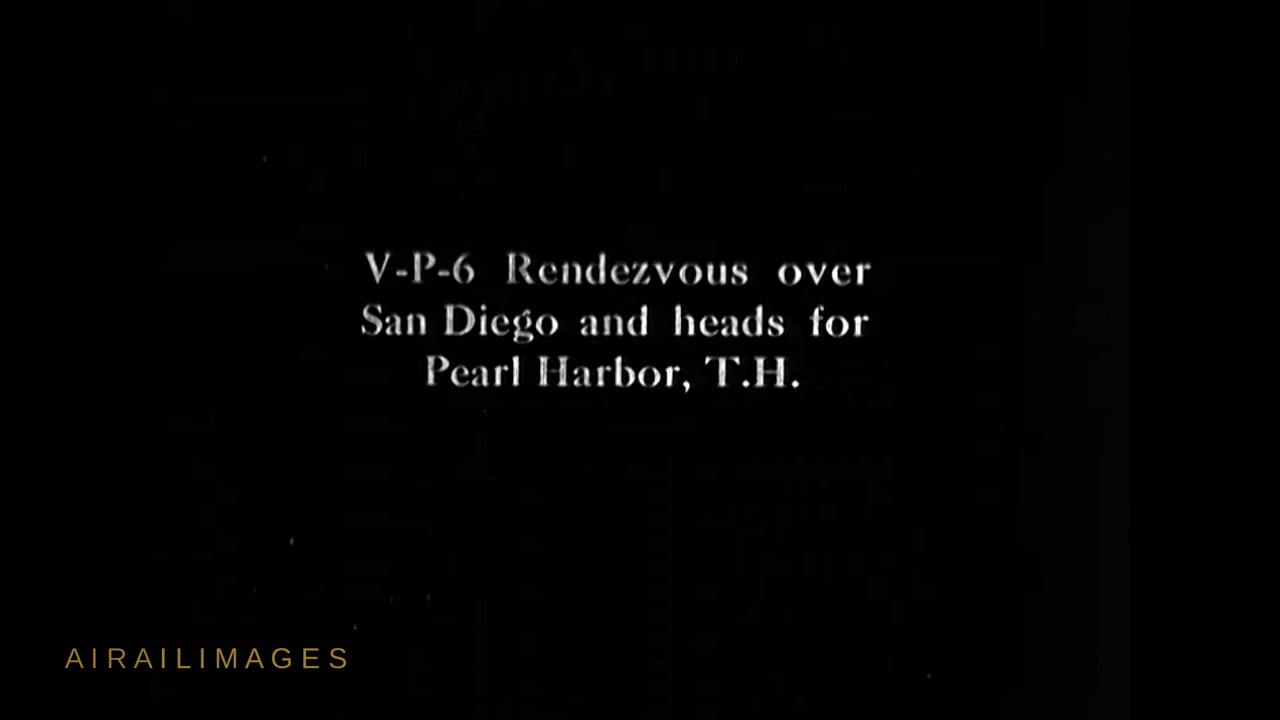 V-P-6 Rendezvous over
San Diego and heads for
Pearl Harbor, T.H.
AIRAILIMAGES